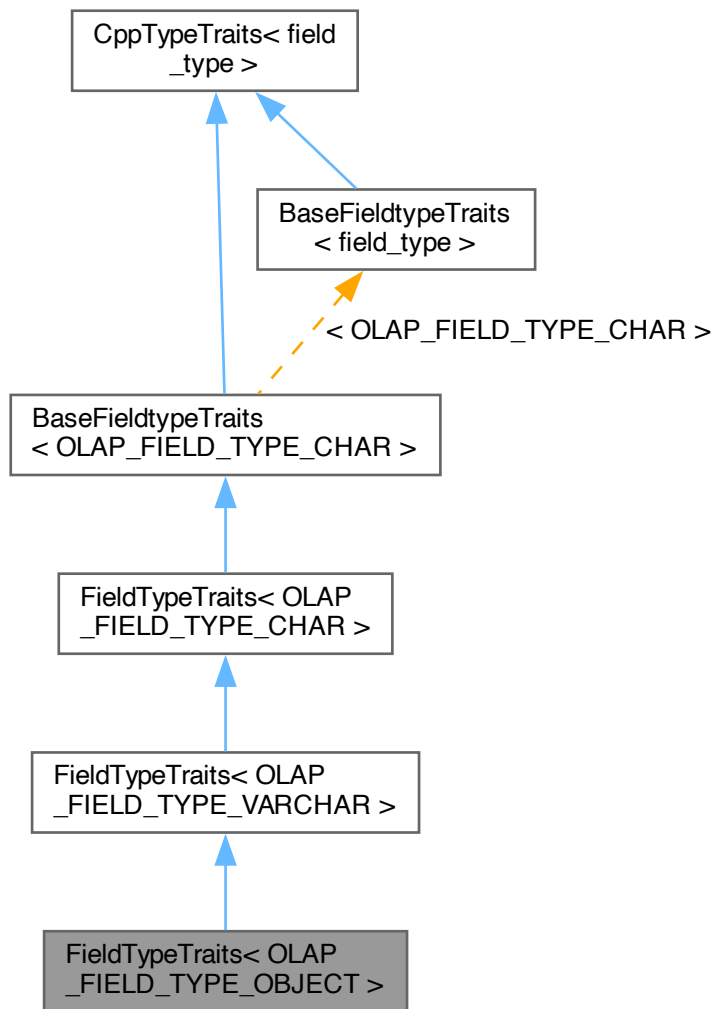 CppTypeTraits< field
_type >
BaseFieldtypeTraits
< field_type >
< OLAP_FIELD_TYPE_CHAR >
BaseFieldtypeTraits
< OLAP_FIELD_TYPE_CHAR >
FieldTypeTraits< OLAP
_FIELD_TYPE_CHAR >
FieldTypeTraits< OLAP
_FIELD_TYPE_VARCHAR >
FieldTypeTraits< OLAP
_FIELD_TYPE_OBJECT >